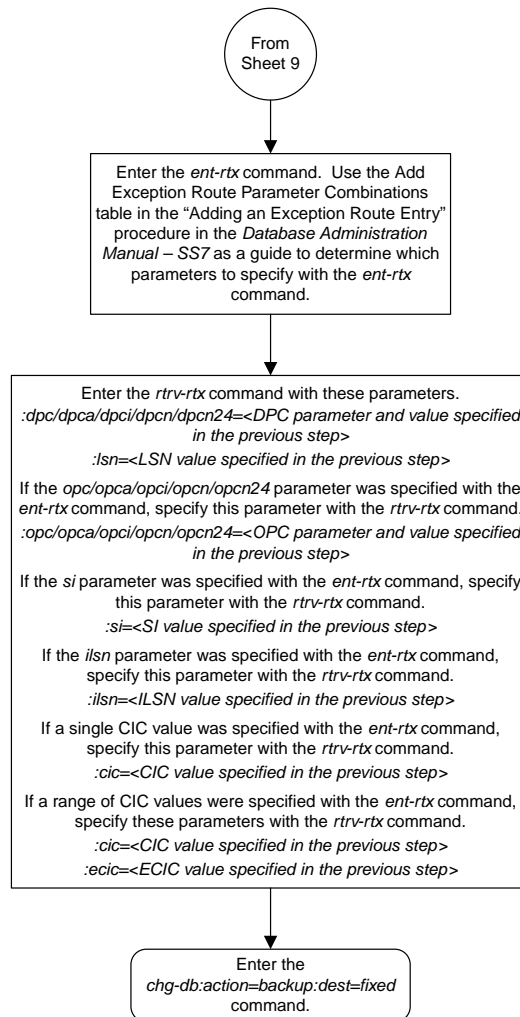 From
Sheet 9
Enter the ent-rtx command.  Use the Add
Exception Route Parameter Combinations
table in the “Adding an Exception Route Entry”
procedure in the Database Administration
Manual – SS7 as a guide to determine which
parameters to specify with the ent-rtx
command.
Enter the rtrv-rtx command with these parameters.
:dpc/dpca/dpci/dpcn/dpcn24=<DPC parameter and value specified
in the previous step>
:lsn=<LSN value specified in the previous step>
If the opc/opca/opci/opcn/opcn24 parameter was specified with the
ent-rtx command, specify this parameter with the rtrv-rtx command.
:opc/opca/opci/opcn/opcn24=<OPC parameter and value specified
in the previous step>
If the si parameter was specified with the ent-rtx command, specify
this parameter with the rtrv-rtx command.
:si=<SI value specified in the previous step>
If the ilsn parameter was specified with the ent-rtx command,
specify this parameter with the rtrv-rtx command.
:ilsn=<ILSN value specified in the previous step>
If a single CIC value was specified with the ent-rtx command,
specify this parameter with the rtrv-rtx command.
:cic=<CIC value specified in the previous step>
If a range of CIC values were specified with the ent-rtx command,
specify these parameters with the rtrv-rtx command.
:cic=<CIC value specified in the previous step>
:ecic=<ECIC value specified in the previous step>
Enter the
chg-db:action=backup:dest=fixed
command.